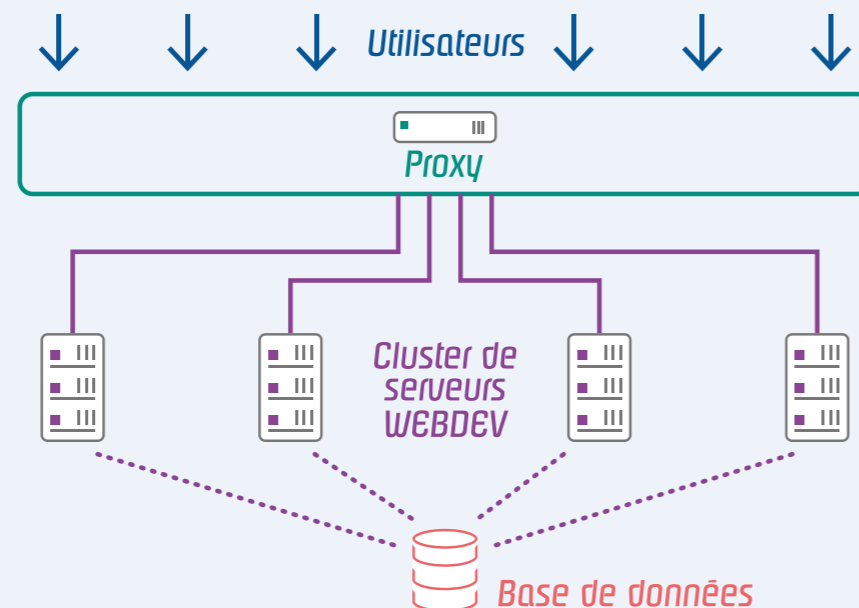 Utilisateurs
Proxy
Cluster de
serveurs
WEBDEV
Base de données